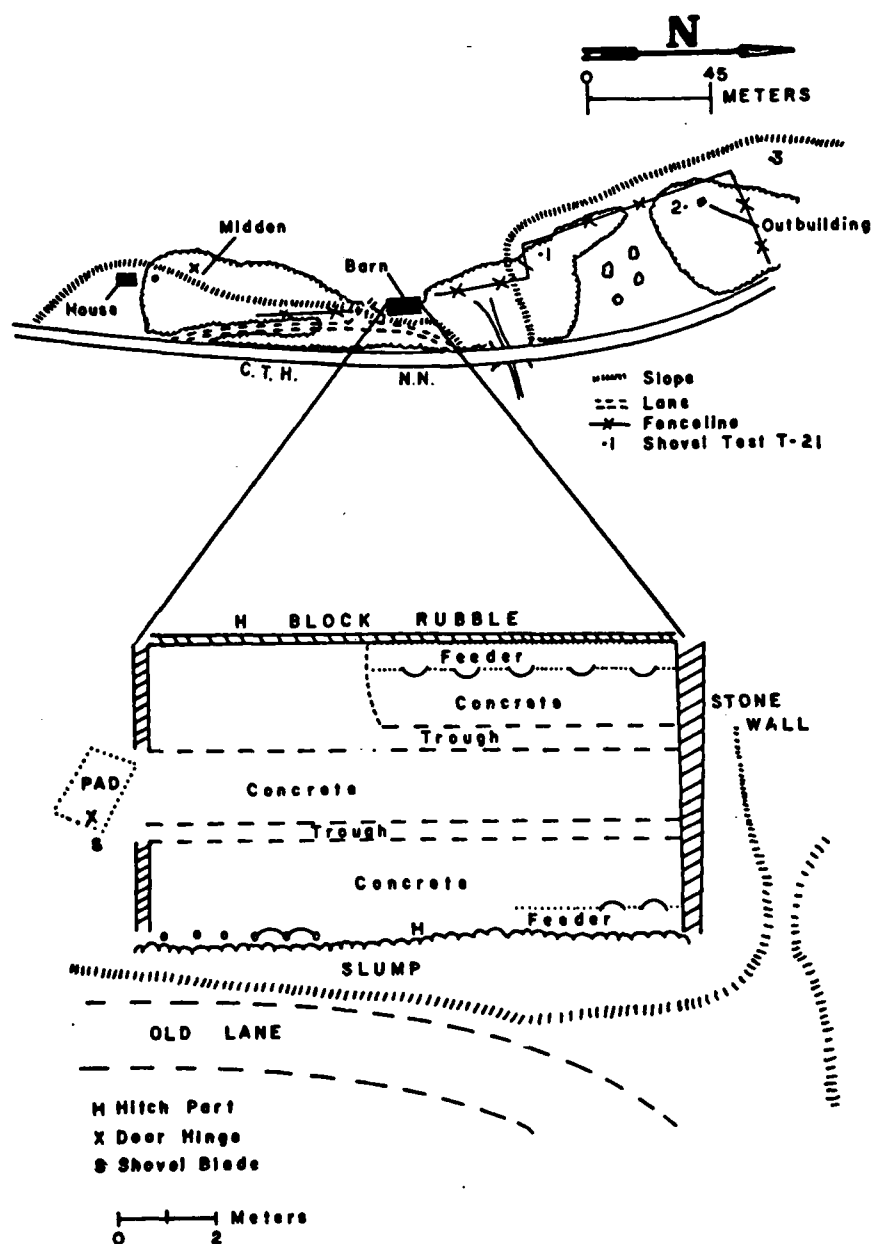 N
0 45
METERS
3
Midden
2.
Outbuilding
Barn
.1
House
C. T. H. N.N.
Slope
Lane
Fenceline
.1 Shovel Test T-21
H BLOCK RUBBLE
Feeder
Concrete
STONE
WALL
Trough
PAD
Concrete
X
S
Trough
Concrete
Feeder
H
SLUMP
OLD LANE
H Hitch Part
X Door Hinge
S Shovel Blade
Meters
0 2